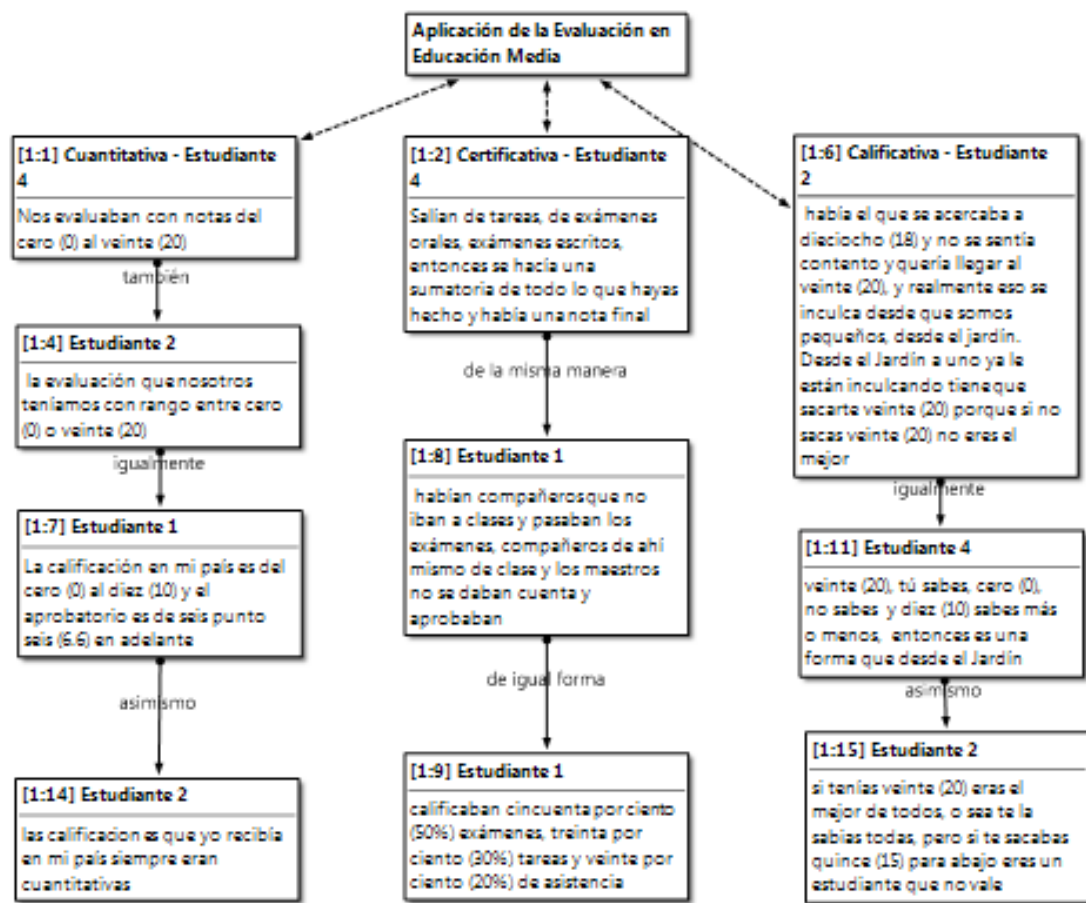 Aplicación de la Evaluación en
Educación Media
[1:1] Cuantitativa - Estudiante
4
Nos evaluaban con notas del
cero (0) al veinte (20)
también
[1:4] Estudiante 2
la evaluación que nosotros
teníamos con rango entre cero
(0) o veinte (20)
igualmente
[1:7] Estudiante 1
La calificación en mi país es del
cero (0) al diez (10) y el
aprobatorio es de seis punto
seis (6.6) en adelante
asimismo
[1:14] Estudiante 2
las calificaciones que yo recibía
en mi país siempre eran
cuantitativas
[1:2] Certificativa - Estudiante
4
Salían de tareas, de exámenes
orales, exámenes escritos,
entonces se hacía una
sumatoria de todo lo que hayas
hecho y había una nota final
de la misma manera
[1:8] Estudiante 1
habían compañeros que no
iban a clases y pasaban los
exámenes, compañeros de ahí
mismo de clase y los maestros
no se daban cuenta y
aprobaban
de igual forma
[1:9] Estudiante 1
calificaban cincuenta por ciento
(50%) exámenes, treinta por
ciento (30%) tareas y veinte por
ciento (20%) de asistencia
[1:6] Calificativa - Estudiante
2
había el que se acercaba a
dieciocho (18) y no se sentía
contento y quería llegar al
veinte (20), y realmente eso se
inculca desde que somos
pequeños, desde el jardín.
Desde el Jardín a uno ya le
están inculcando tiene que
sacarte veinte (20) porque si no
sacas veinte (20) no eres el
mejor
igualmente
[1:11] Estudiante 4
veinte (20), tú sabes, cero (0),
no sabes y diez (10) sabes más
o menos, entonces es una
forma que desde el Jardín
asimismo
[1:15] Estudiante 2
si tenías veinte (20) eras el
mejor de todos, o sea te la
sabias todas, pero si te sacabas
quince (15) para abajo eres un
estudiante que no vale